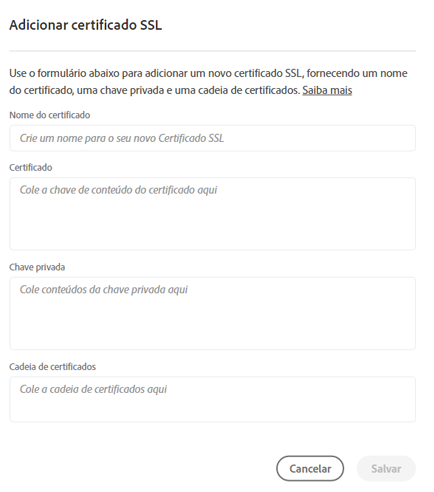 Adicionar certificado SSL
Use o formulário abaixo para adicionar um novo certificado SSL, fornecendo um nome
do certificado, uma chave privada e uma cadeia de certificados. Saiba mais
Nome do certificado
Crie um nome para o seu novo Certificado SSL
Certificado
Cole a chave de conteúdo do certificado aqui
Chave privada
Cole conteúdos da chave privada aqui
Cadeia de certificados
Cole a cadeia de certificados aqui
Cancelar Salvar